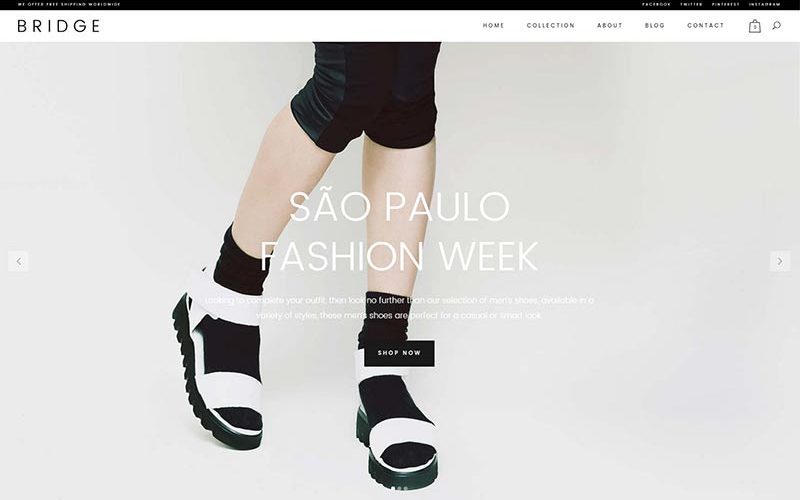 WE OFFER FREE SHIPPING WORLDWIDE
FACEBOOK TWITTER PINTEREST INSTAGRAM
BRIDGE
HOME COLLECTION ABOUT BLOG CONTACT
0
SÃO PAULO
FASHION WEEK
Looking to complete your outfit, then look no further than our selection of men's shoes, available in a
variety of styles, these men's shoes are perfect for a casual or smart look.
SHOP NOW